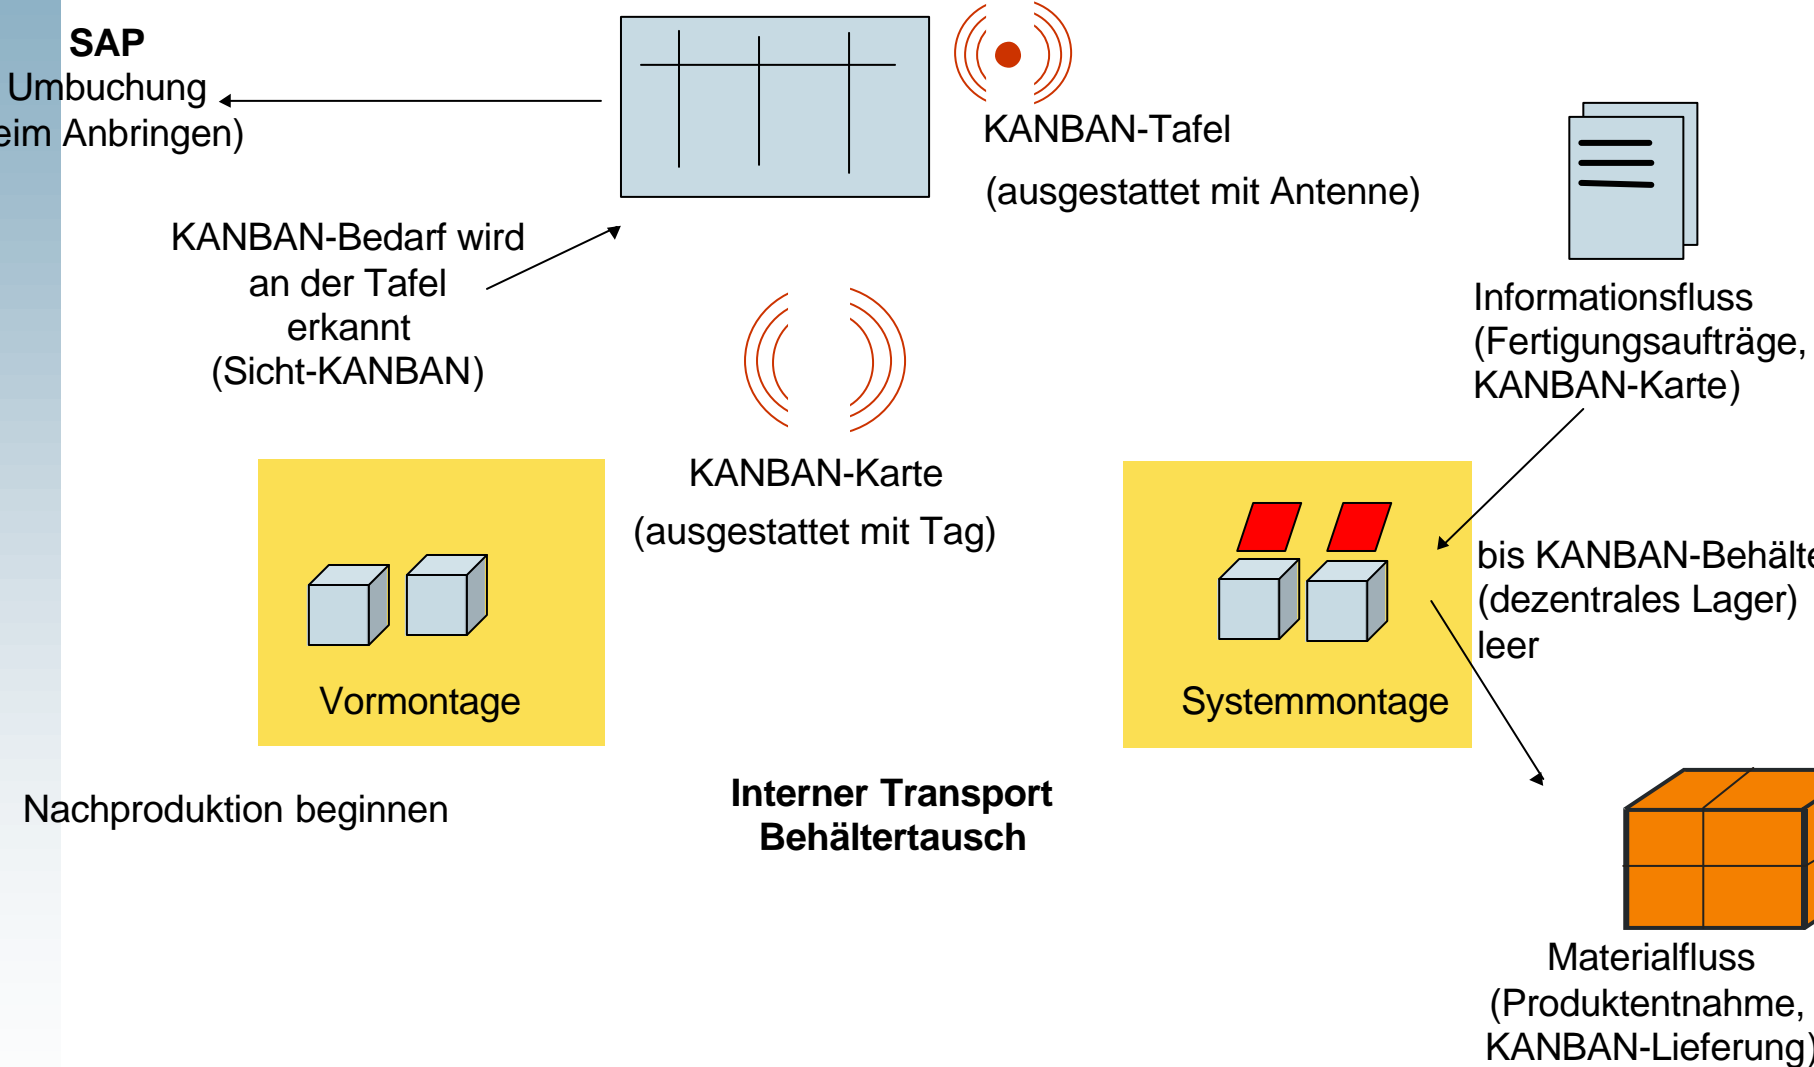 SAP
Umbuchung
eim Anbringen)
KANBAN-Tafel
(ausgestattet mit Antenne)
KANBAN-Bedarf wird
an der Tafel
erkannt
(Sicht-KANBAN)
Informationsfluss
(Fertigungsaufträge,
KANBAN-Karte)
KANBAN-Karte
(ausgestattet mit Tag)
bis KANBAN-Behälte
(dezentrales Lager)
leer
Vormontage
Systemmontage
Nachproduktion beginnen
Interner Transport
Behältertausch
Materialfluss
(Produktentnahme,
KANBAN-Lieferung)